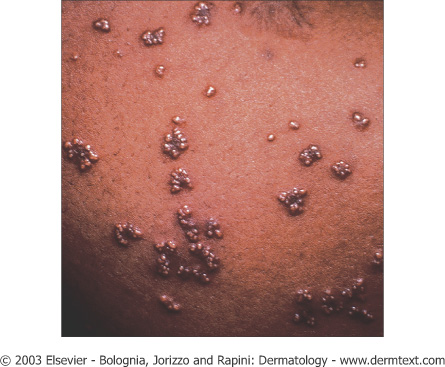 © 2003 Elsevier - Bolognia, Jorizzo and Rapini: Dermatology - www.dermtext.com